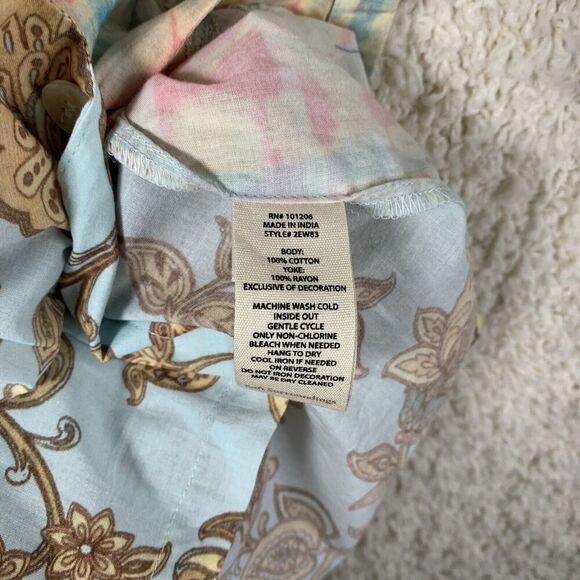 RN# 101206
MADE IN INDIA
STYLE# 2EW83
BODY:
100% COTTON
YOKE:
100% RAYON
EXCLUSIVE OF DECORATION
MACHINE WASH COLD
INSIDE OUT
GENTLE CYCLE
ONLY NON-CHLORINE
BLEACH WHEN NEEDED
HANG TO DRY
COOL IRON IF NEEDED
ON REVERSE
DO NOT IRON DECORATION
MAY BE DRY CLEANED
Surroundings